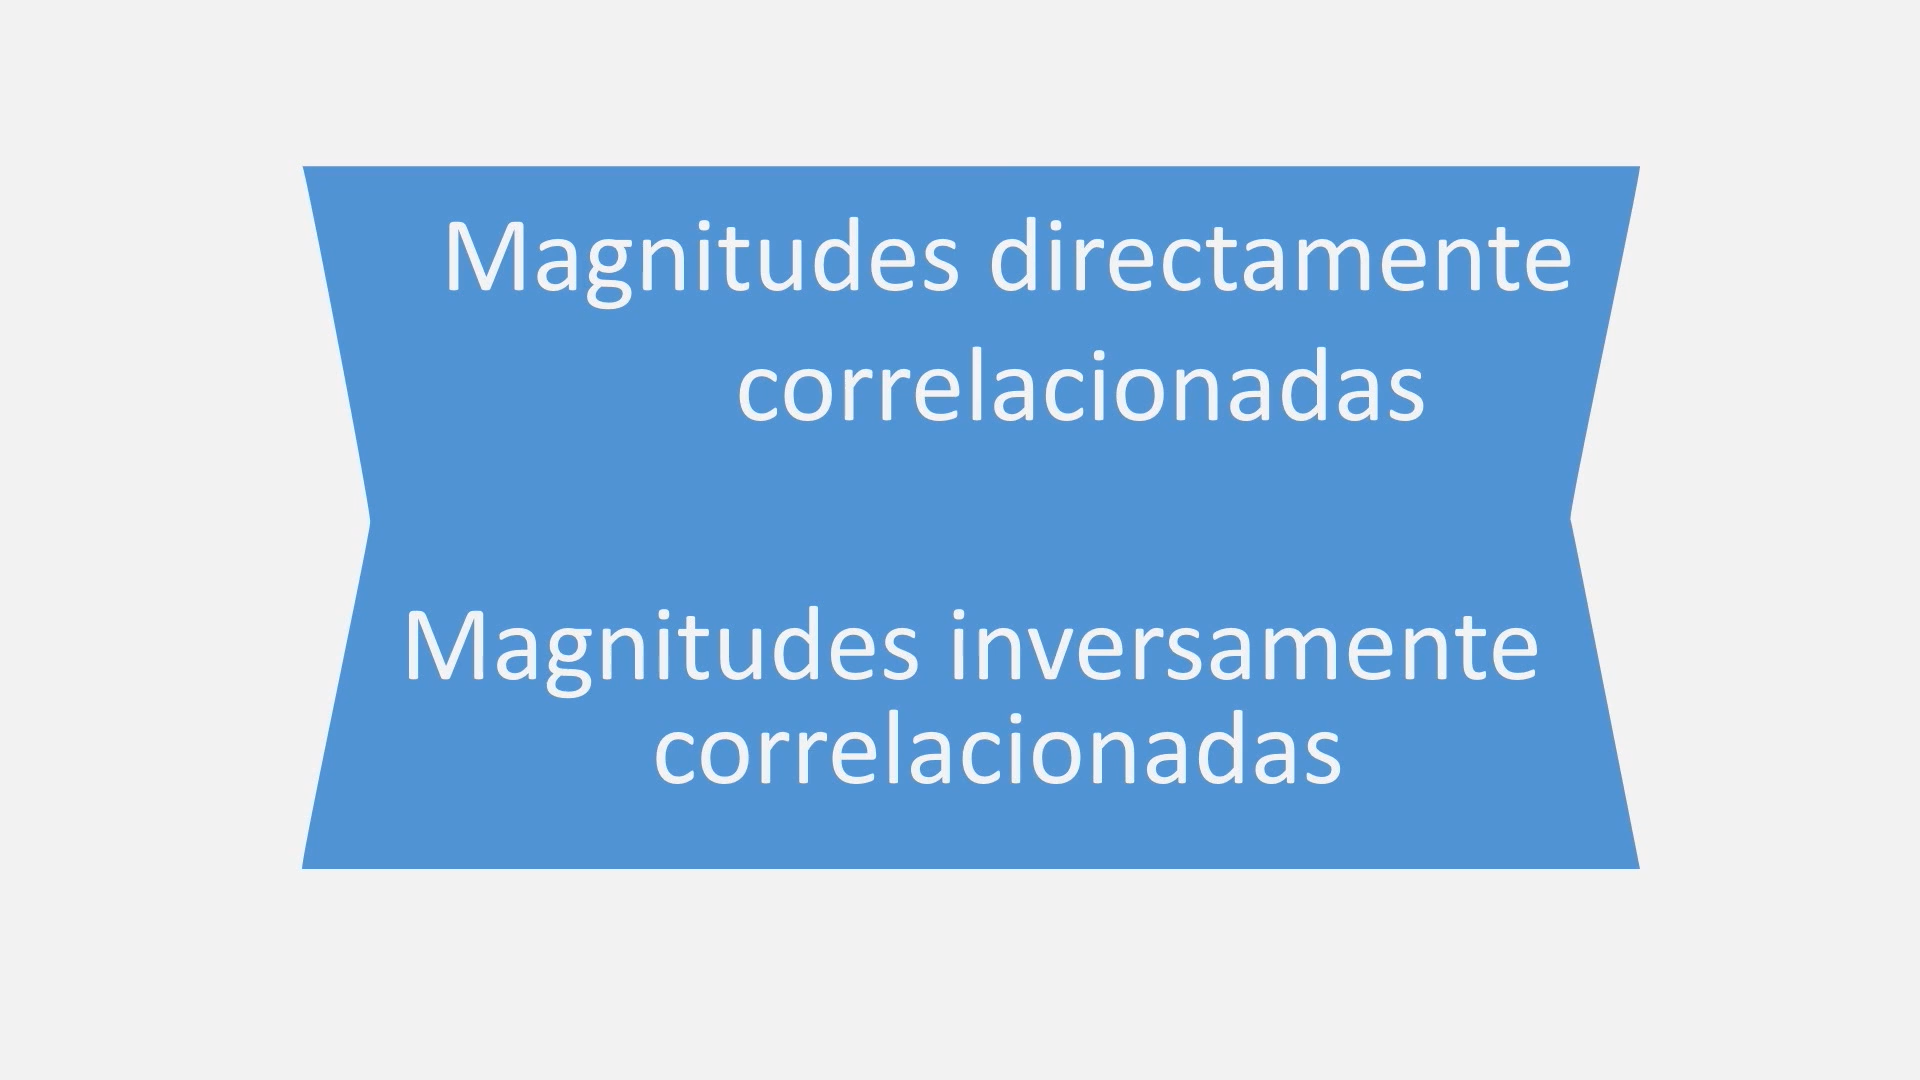 Magnitudes directamente
correlacionadas
Magnitudes inversamente
correlacionadas